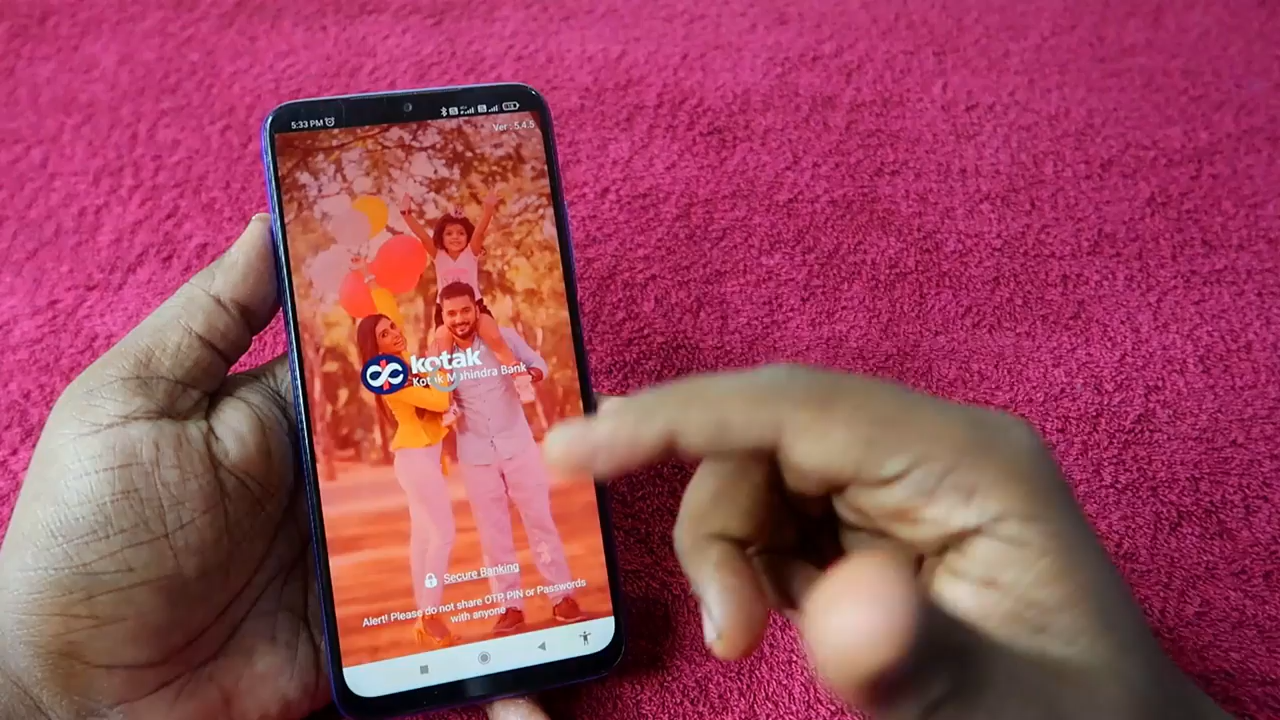 5:33 PM
Ver : 5.4.5
kotak
Kotak Mahindra Bank
Secure Banking
Alert! Please do not share OTP, PIN or Passwords
with anyone